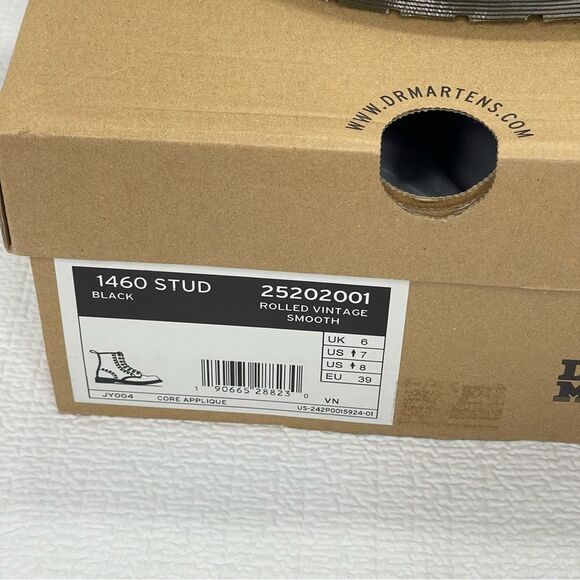 WWW.DRMARTENS.COM
1460 STUD 25202001
BLACK ROLLED VINTAGE
SMOOTH
UK 6
US 7
US 8
EU 39
1 90665 28823 0
VN
JY004 CORE APPLIQUE US-242P0015924-01